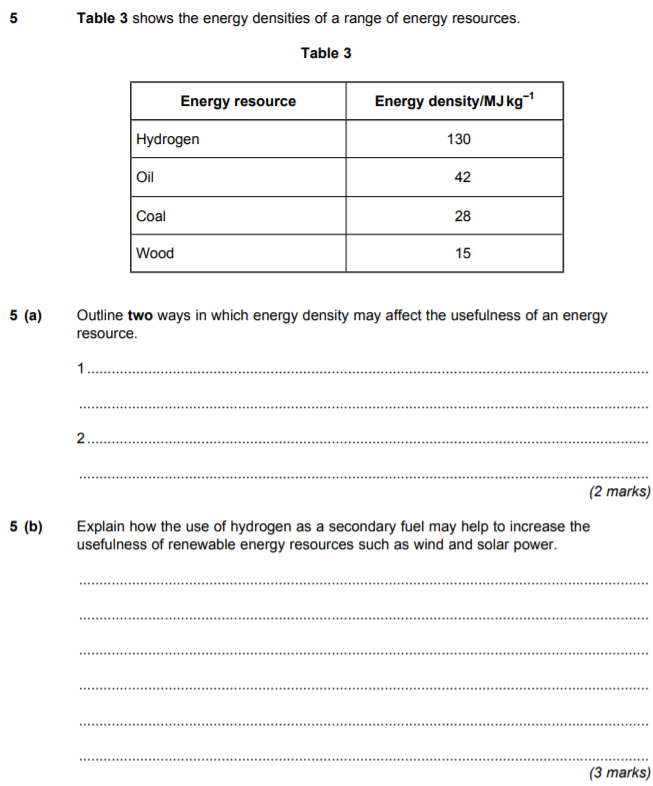 5 Table 3 shows the energy densities of a range of energy resources.
Table 3
Energy resource Energy density/MJ kg⁻¹
Hydrogen 130
Oil 42
Coal 28
Wood 15
5 (a) Outline two ways in which energy density may affect the usefulness of an energy
resource.
1
2
(2 marks)
5 (b) Explain how the use of hydrogen as a secondary fuel may help to increase the
usefulness of renewable energy resources such as wind and solar power.
(3 marks)